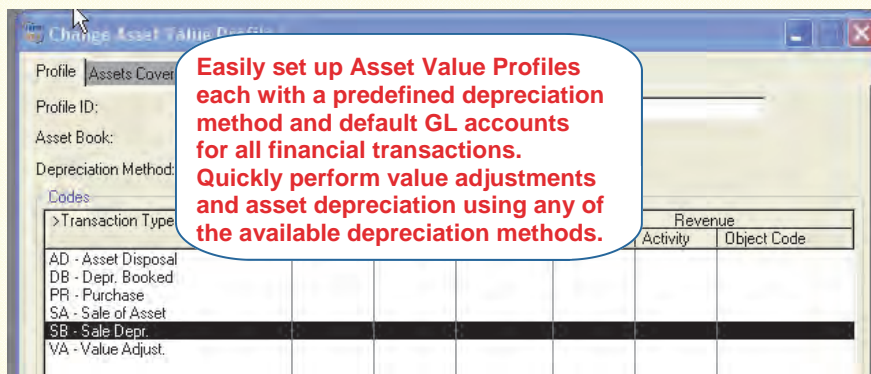 Change Asset Value Profile
Profile Assets Cover
Easily set up Asset Value Profiles
each with a predefined depreciation
method and default GL accounts
for all financial transactions.
Quickly perform value adjustments
and asset depreciation using any of
the available depreciation methods.
Profile ID:
Asset Book:
Depreciation Method:
Codes
>Transaction Type
Revenue
Activity Object Code
AD - Asset Disposal
DB - Depr. Booked
PR - Purchase
SA - Sale of Asset
SB - Sale Depr.
VA - Value Adjust.